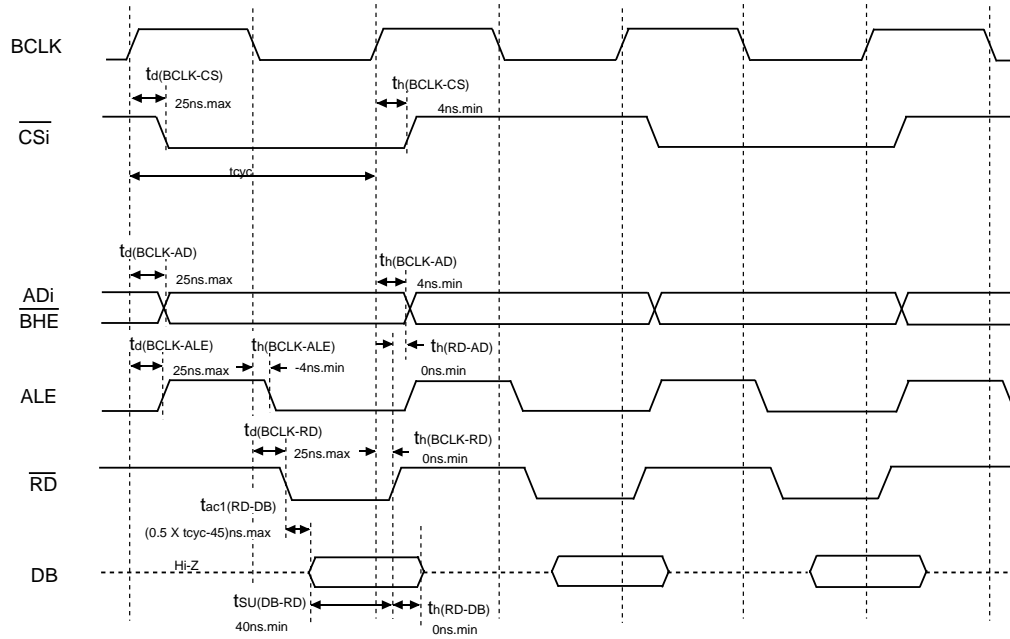 BCLK
td(BCLK-CS)
25ns.max
th(BCLK-CS)
4ns.min
CSi
tcyc
td(BCLK-AD)
25ns.max
th(BCLK-AD)
4ns.min
ADi
BHE
td(BCLK-ALE)
25ns.max
th(BCLK-ALE)
-4ns.min
th(RD-AD)
0ns.min
ALE
td(BCLK-RD)
25ns.max
th(BCLK-RD)
0ns.min
RD
tac1(RD-DB)
(0.5 X tcyc-45)ns.max
Hi-Z
DB
tSU(DB-RD)
40ns.min
th(RD-DB)
0ns.min